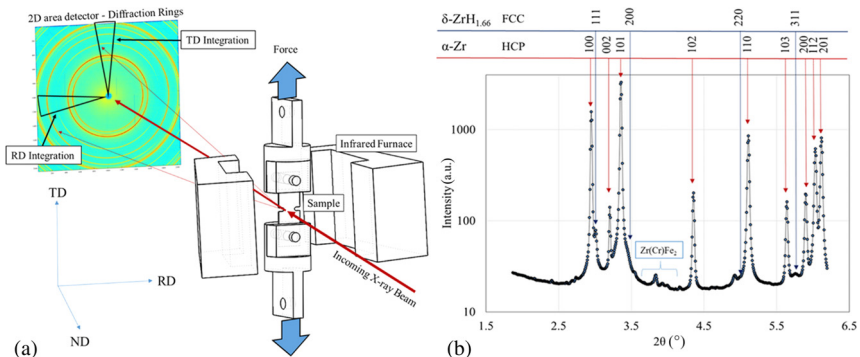 2D area detector - Diffraction Rings
TD Integration
RD Integration
Force
Infrared Furnace
Sample
Incoming X-ray Beam
TD
RD
ND
(a)
δ-ZrH1.66 FCC 111 200 220 311
α-Zr HCP 100 002 101 102 110 103 200 112 201
Intensity (a.u.)
1000
100
10
Zr(Cr)Fe2
1.5 2.5 3.5 4.5 5.5 6.5
2θ (°)
(b)